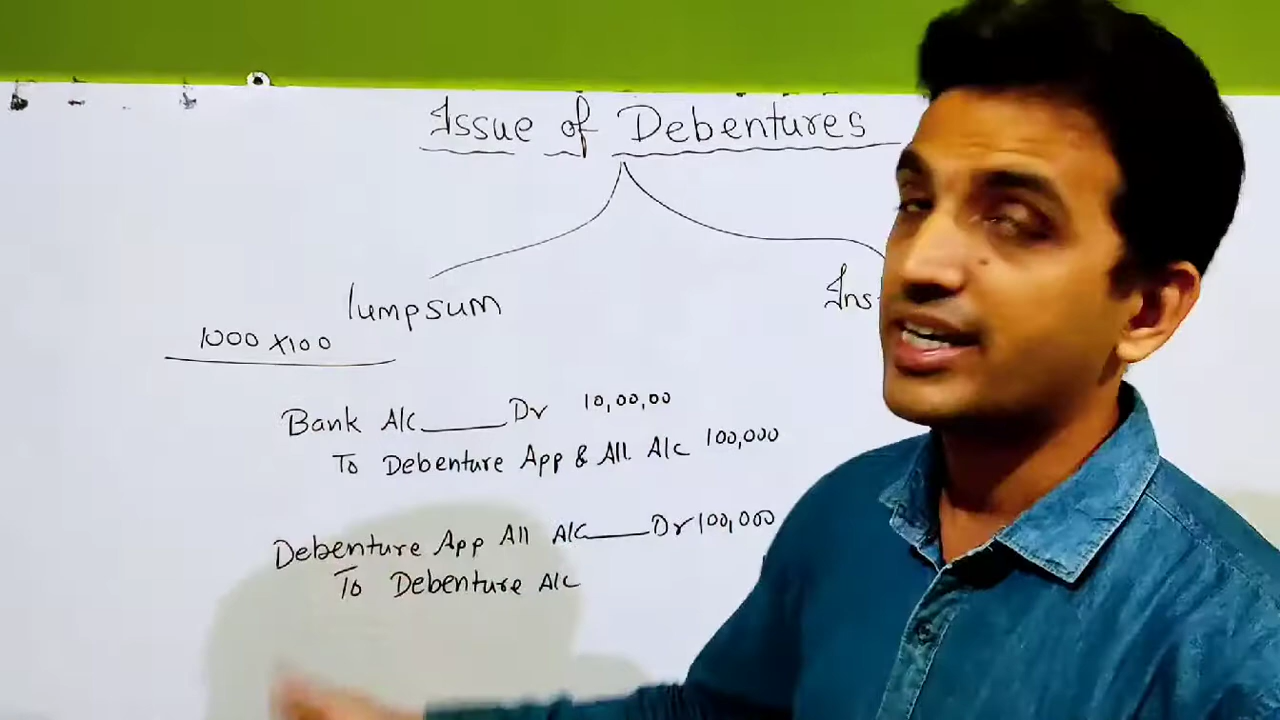 Issue of Debentures
lumpsum
Ins
1000 X100
Bank A/c Dr 10,00,00
To Debenture App & All A/c 100,000
Debenture App All A/c Dr 100,000
To Debenture A/c